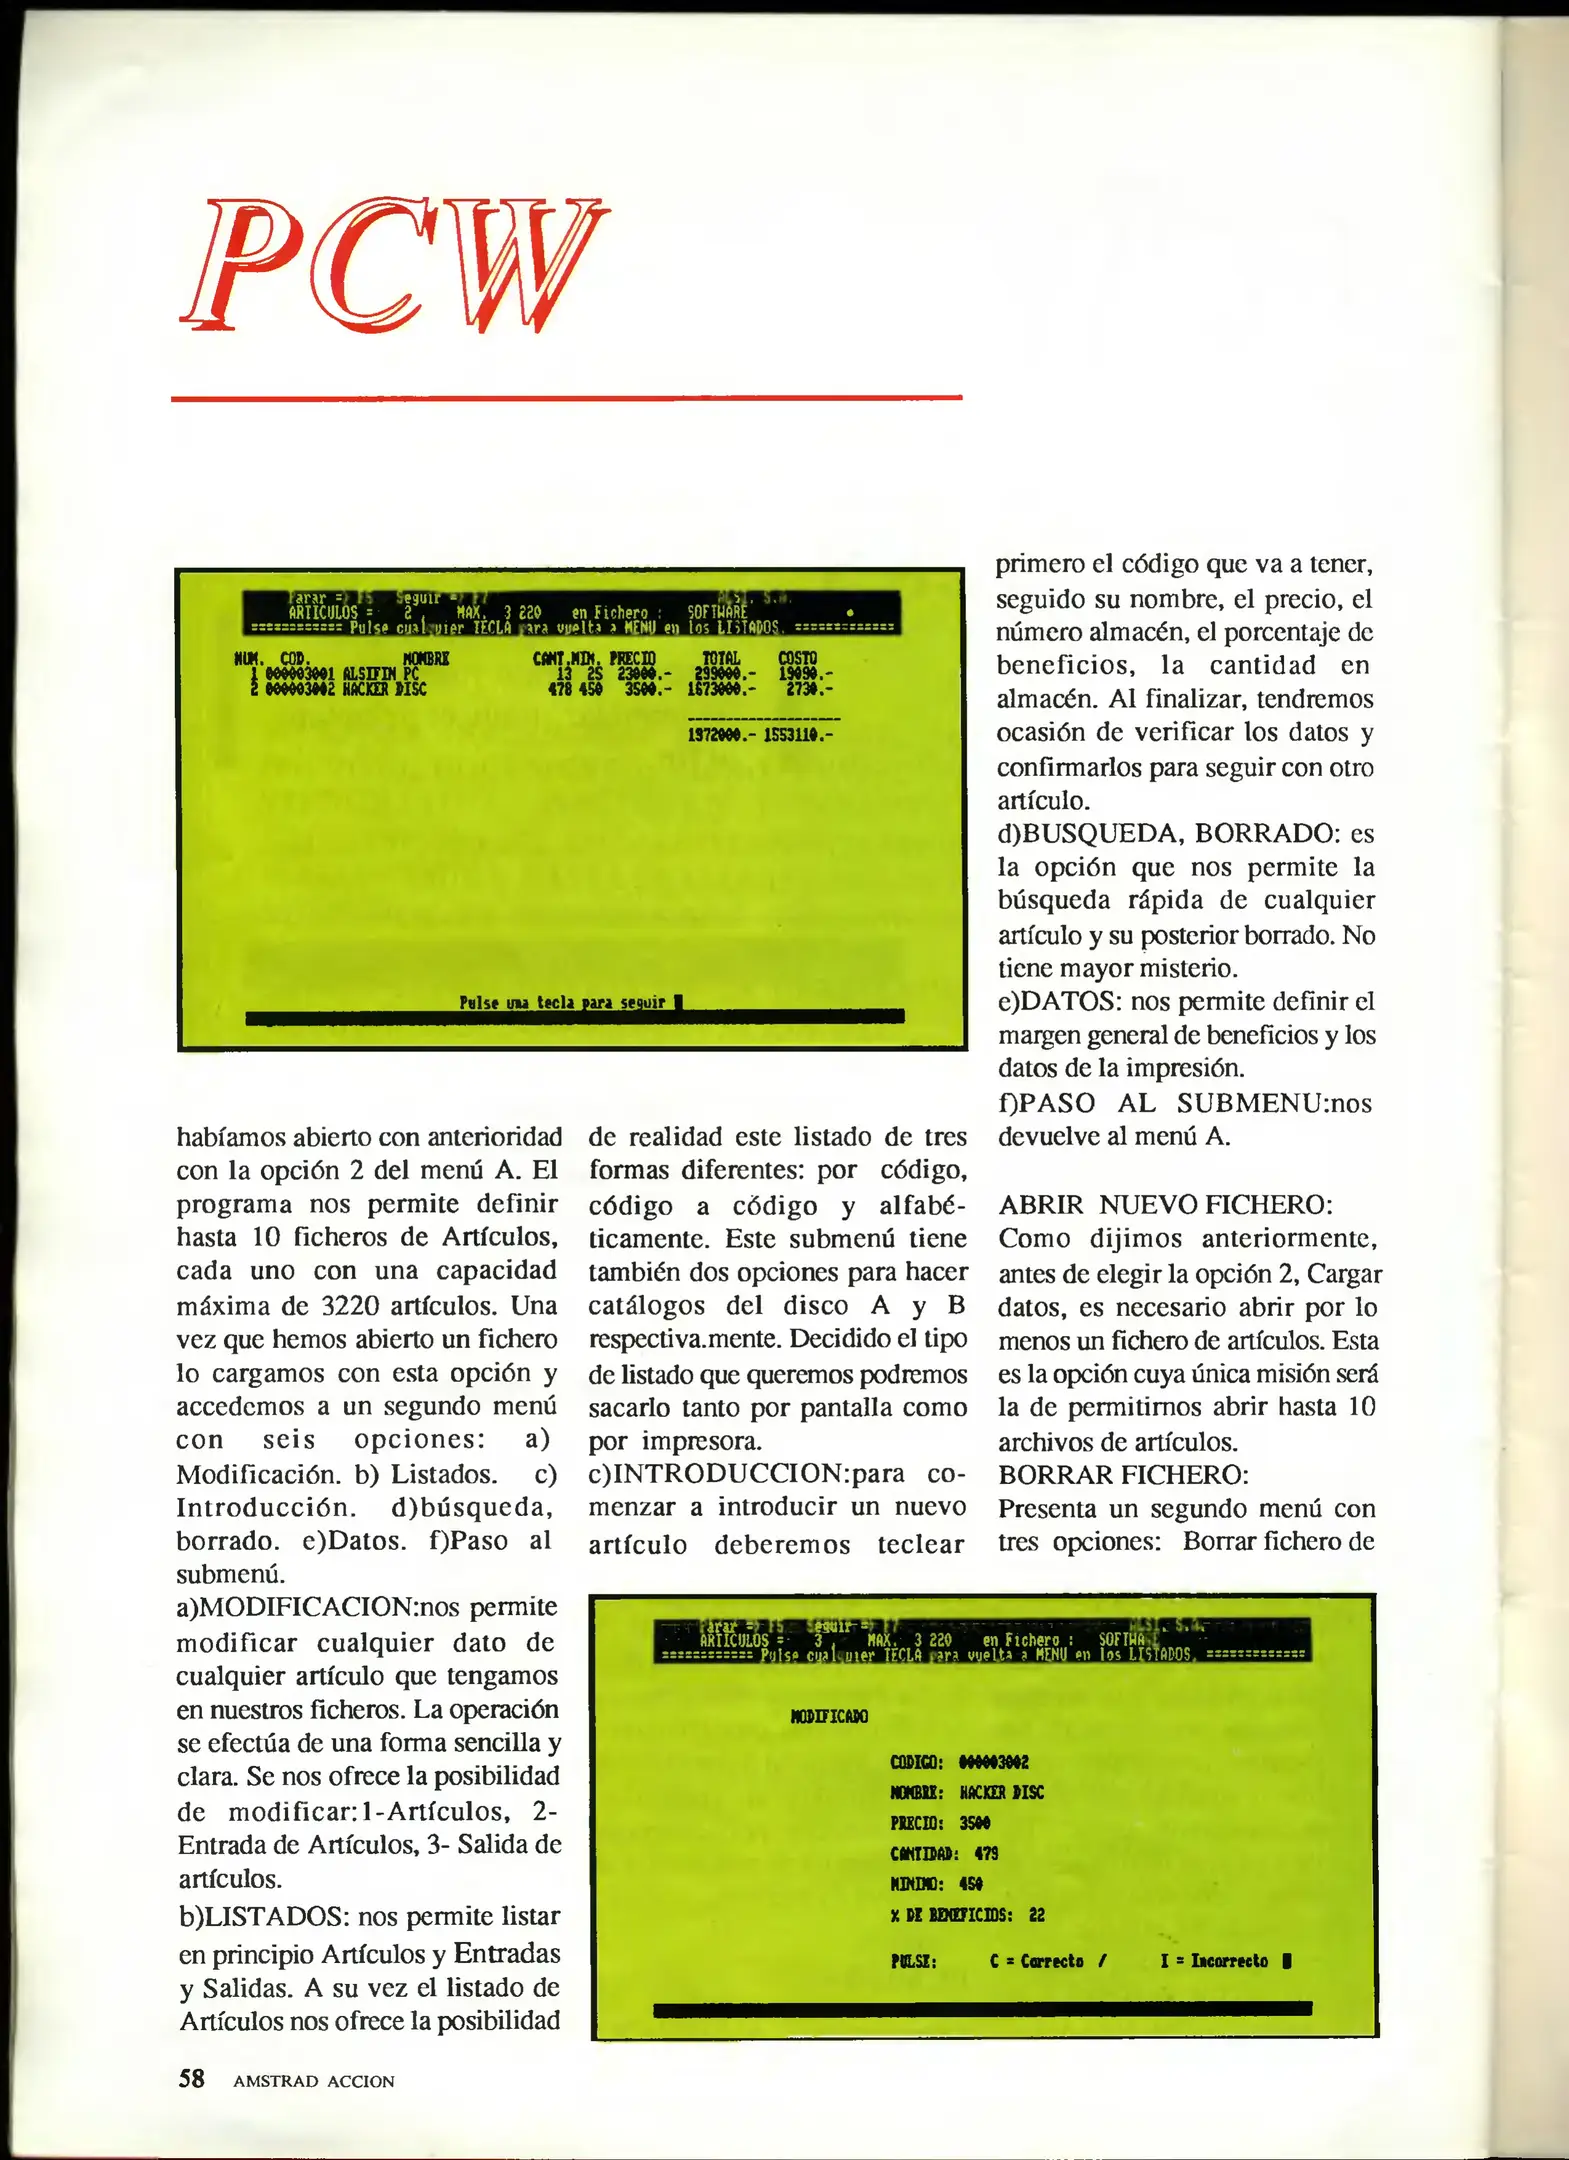 PCW
Parar => F5 Seguir => F7 ALSI. S.A.
ARTICULOS = 2 , MAX. 3 220 en Fichero : SOFTWARE
============ Pulse cualquier TECLA para vuelta a MENU en los LISTADOS. =============
NUM. COD. NOMBRE CANT.MIN. PRECIO TOTAL COSTO
1 000003001 ALSIFIN PC 13 25 23000.- 299000.- 19090.-
2 000003002 HACKER DISC 478 450 3500.- 1673000.- 2730.-
1972000.- 1553110.-
Pulse una tecla para seguir
habíamos abierto con anterioridad
con la opción 2 del menú A. El
programa nos permite definir
hasta 10 ficheros de Artículos,
cada uno con una capacidad
máxima de 3220 artículos. Una
vez que hemos abierto un fichero
lo cargamos con esta opción y
accedemos a un segundo menú
con seis opciones: a)
Modificación. b) Listados. c)
Introducción. d)búsqueda,
borrado. e)Datos. f)Paso al
submenú.
a)MODIFICACION:nos permite
modificar cualquier dato de
cualquier artículo que tengamos
en nuestros ficheros. La operación
se efectúa de una forma sencilla y
clara. Se nos ofrece la posibilidad
de modificar:1-Artículos, 2-
Entrada de Artículos, 3- Salida de
artículos.
b)LISTADOS: nos permite listar
en principio Artículos y Entradas
y Salidas. A su vez el listado de
Artículos nos ofrece la posibilidad
de realidad este listado de tres
formas diferentes: por código,
código a código y alfabé-
ticamente. Este submenú tiene
también dos opciones para hacer
catálogos del disco A y B
respectiva.mente. Decidido el tipo
de listado que queremos podremos
sacarlo tanto por pantalla como
por impresora.
c)INTRODUCCION:para co-
menzar a introducir un nuevo
artículo deberemos teclear
primero el código que va a tener,
seguido su nombre, el precio, el
número almacén, el porcentaje de
beneficios, la cantidad en
almacén. Al finalizar, tendremos
ocasión de verificar los datos y
confirmarlos para seguir con otro
artículo.
d)BUSQUEDA, BORRADO: es
la opción que nos permite la
búsqueda rápida de cualquier
artículo y su posterior borrado. No
tiene mayor misterio.
e)DATOS: nos permite definir el
margen general de beneficios y los
datos de la impresión.
f)PASO AL SUBMENU:nos
devuelve al menú A.
ABRIR NUEVO FICHERO:
Como dijimos anteriormente,
antes de elegir la opción 2, Cargar
datos, es necesario abrir por lo
menos un fichero de artículos. Esta
es la opción cuya única misión será
la de permitirnos abrir hasta 10
archivos de artículos.
BORRAR FICHERO:
Presenta un segundo menú con
tres opciones: Borrar fichero de
Parar => F5 Seguir => F7 ALSI. S.A.
ARTICULOS = 3 , MAX. 3 220 en Fichero : SOFTWARE
============ Pulse cualquier TECLA para vuelta a MENU en los LISTADOS. =============
MODIFICADO
CODIGO: 000003002
NOMBRE: HACKER DISC
PRECIO: 3500
CANTIDAD: 479
MINIMO: 450
% DE BENEFICIOS: 22
PULSE: C = Correcto / I = Incorrecto
58 AMSTRAD ACCION